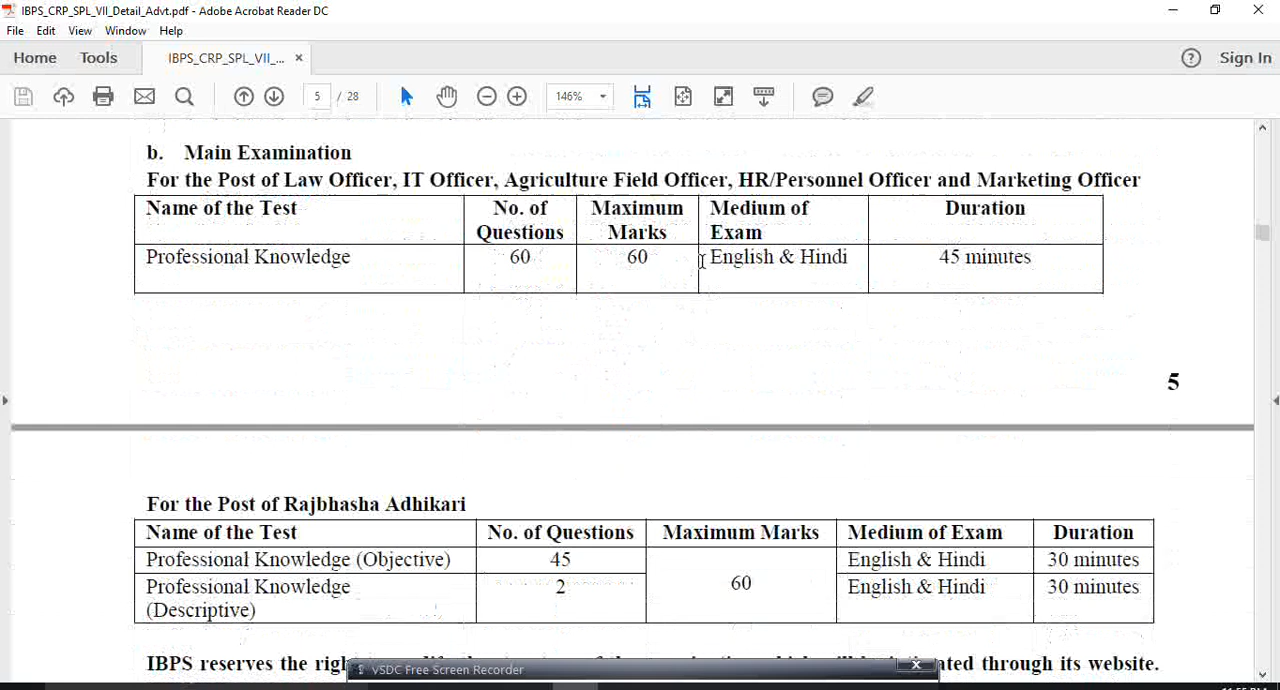 IBPS_CRP_SPL_VII_Detail_Advt.pdf - Adobe Acrobat Reader DC
File Edit View Window Help
Home Tools IBPS_CRP_SPL_VII_... × Sign In
5 / 28 146%
b. Main Examination
For the Post of Law Officer, IT Officer, Agriculture Field Officer, HR/Personnel Officer and Marketing Officer
Name of the Test No. of Questions Maximum Marks Medium of Exam Duration
Professional Knowledge 60 60 English & Hindi 45 minutes
5
For the Post of Rajbhasha Adhikari
Name of the Test No. of Questions Maximum Marks Medium of Exam Duration
Professional Knowledge (Objective) 45 60 English & Hindi 30 minutes
Professional Knowledge (Descriptive) 2 English & Hindi 30 minutes
IBPS reserves the through its website.
VSDC Free Screen Recorder